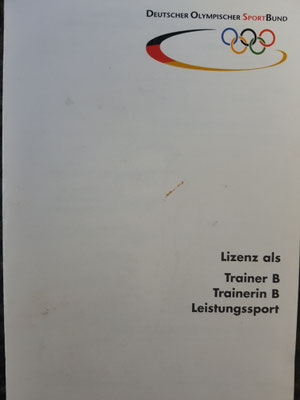 DEUTSCHER OLYMPISCHER SPORTBUND
Lizenz als
Trainer B
Trainerin B
Leistungssport